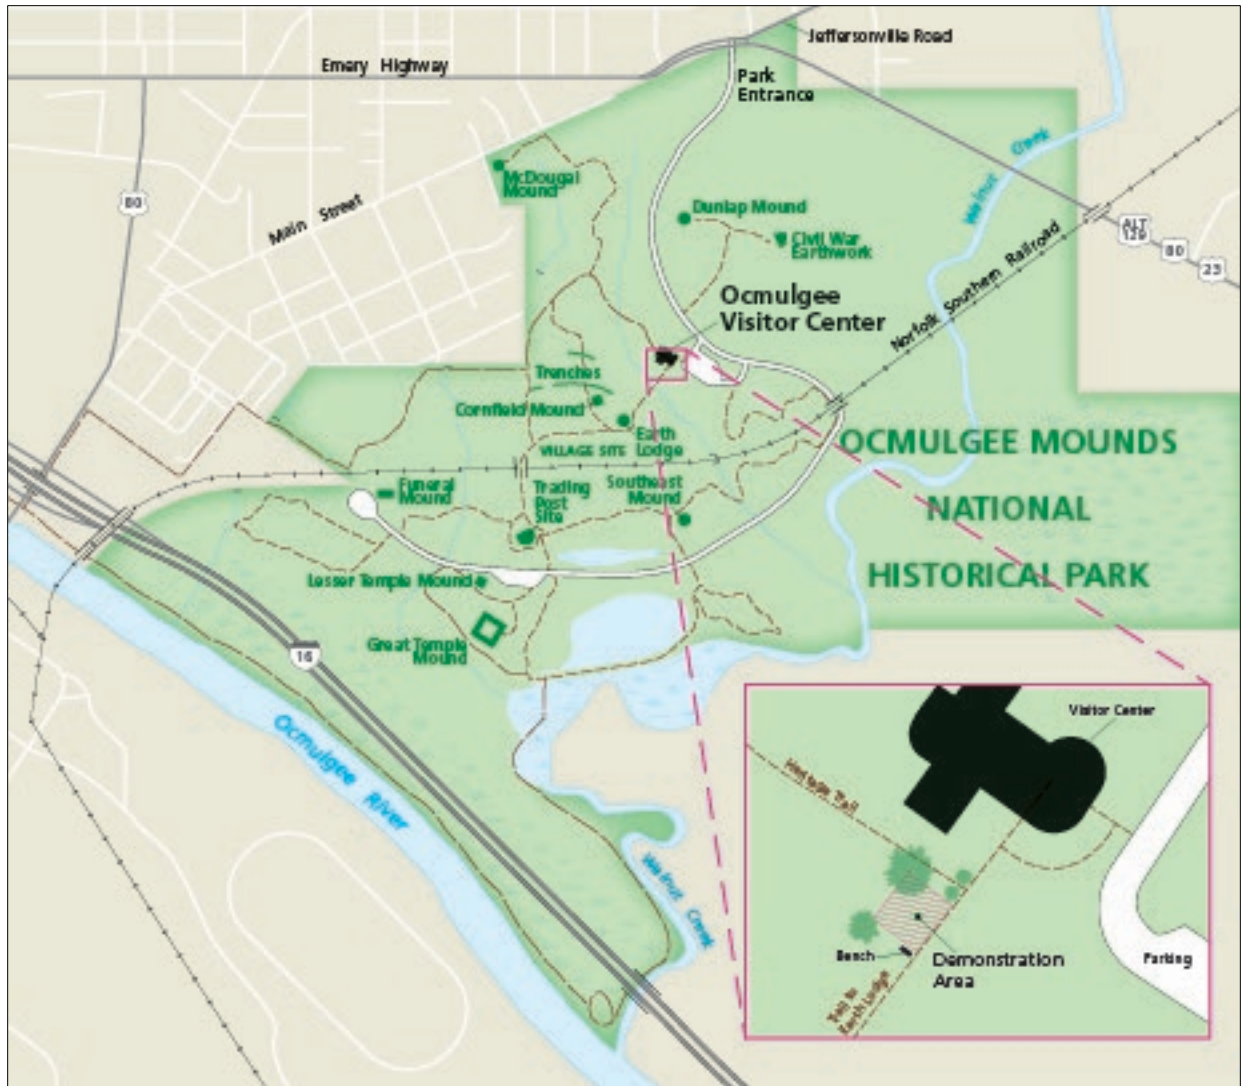 Jeffersonville Road
Emery Highway
Park
Entrance
Walnut Creek
McDougal
Mound
80
Main Street
Dunlap Mound
Civil War
Earthwork
ALT
129
80
23
Norfolk Southern Railroad
Ocmulgee
Visitor Center
Trenches
Cornfield Mound
Earth
Lodge
VILLAGE SITE
OCMULGEE MOUNDS
NATIONAL
HISTORICAL PARK
Funeral
Mound
Trading
Post
Site
Southeast
Mound
Lesser Temple Mound
Great Temple
Mound
16
Ocmulgee River
Walnut Creek
Visitor Center
Heritage Trail
Bench
Demonstration
Area
Parking
Trail to
Earth Lodge